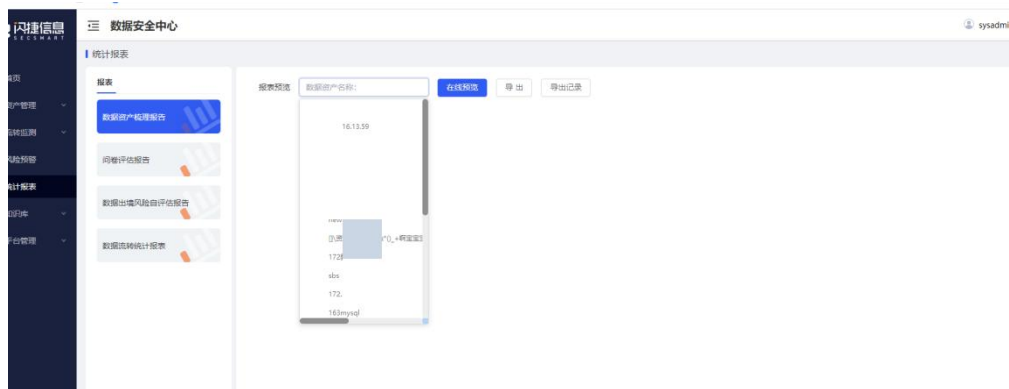 闪捷信息
SECSMART
数据安全中心
sysadmi
统计报表
首页
资产管理
流转监测
风险预警
统计报表
知识库
平台管理
报表
数据资产梳理报告
问卷评估报告
数据出境风险自评估报告
数据流转统计报表
报表预览
数据资产名称:
在线预览
导 出
导出记录
16.13.59
172
sbs
172.
163mysql